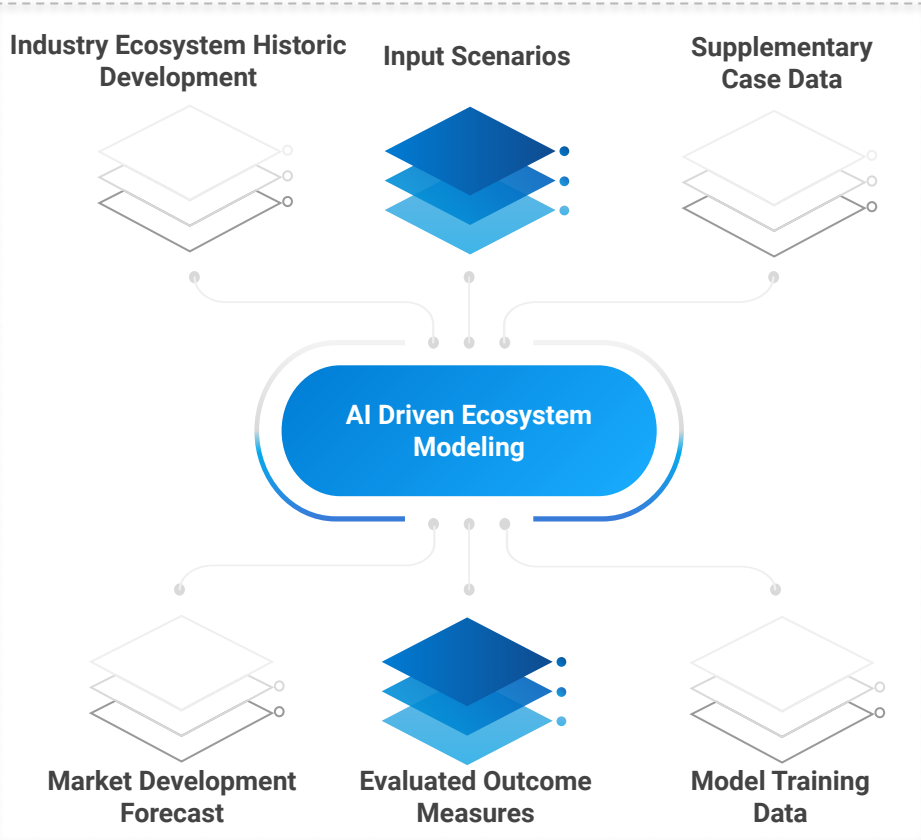 Industry Ecosystem Historic
Development
Input Scenarios
Supplementary
Case Data
AI Driven Ecosystem
Modeling
Market Development
Forecast
Evaluated Outcome
Measures
Model Training
Data